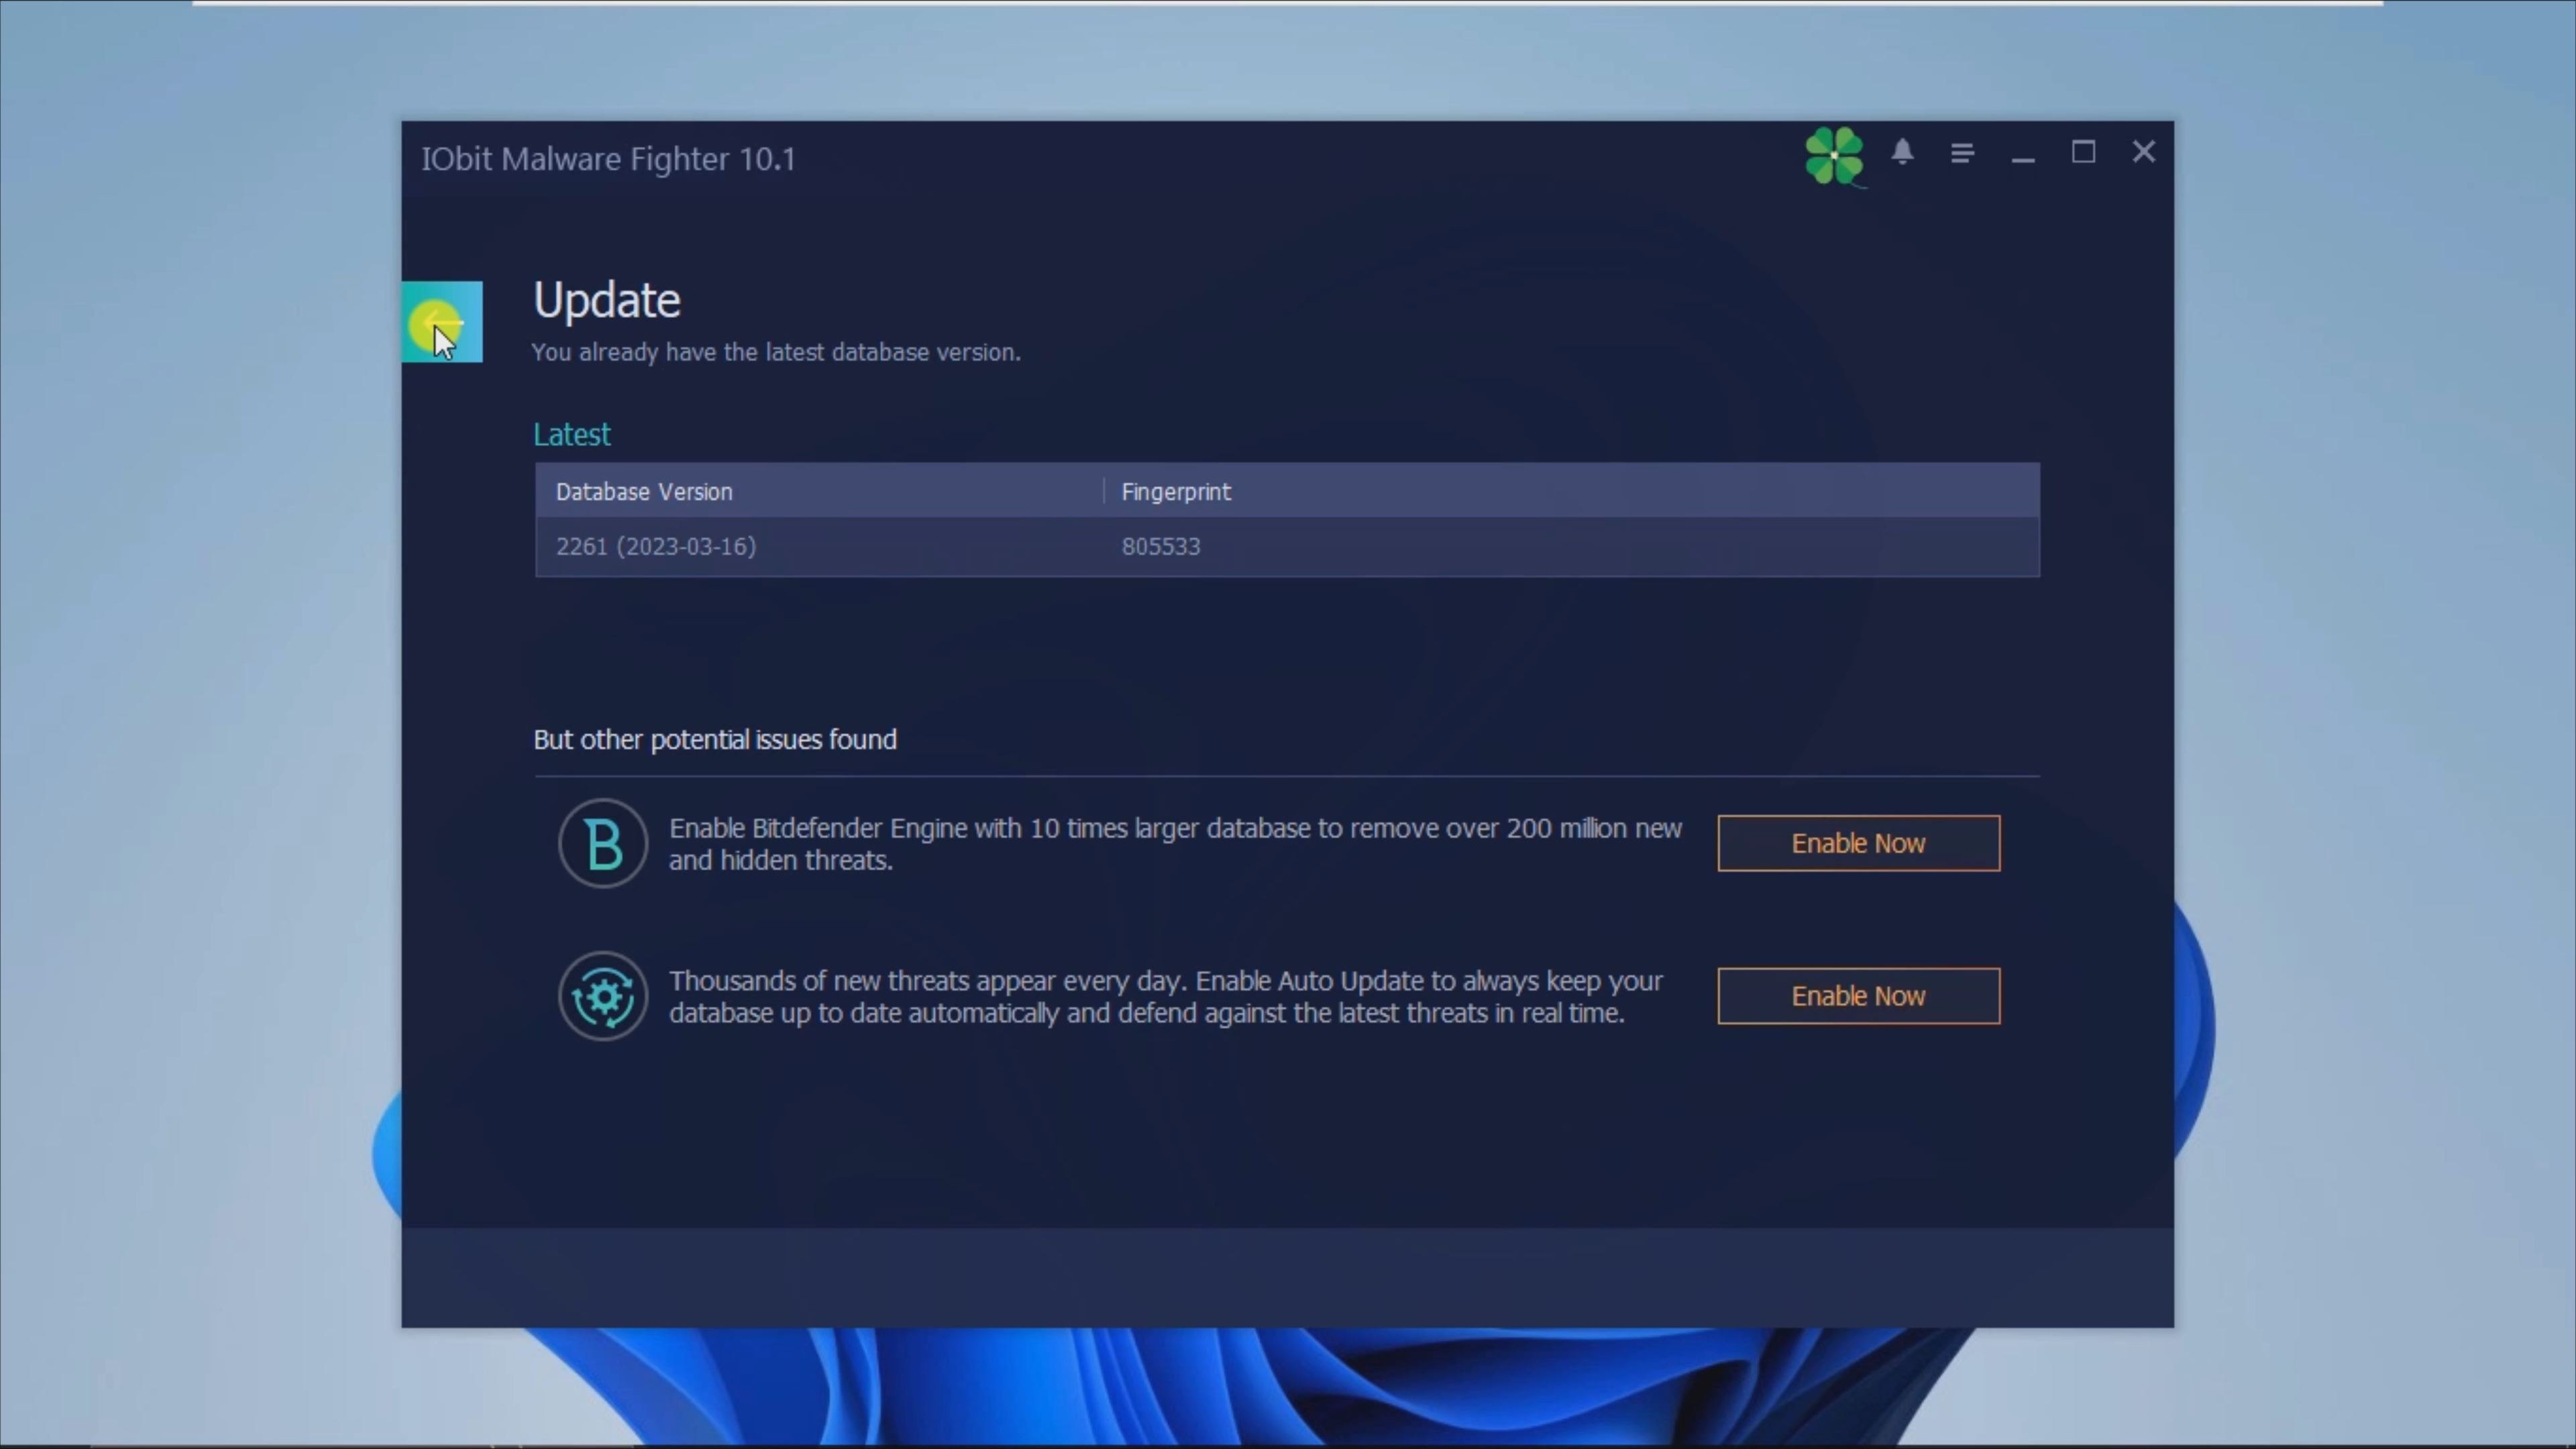 IObit Malware Fighter 10.1
Update
You already have the latest database version.
Latest
Database Version Fingerprint
2261 (2023-03-16) 805533
But other potential issues found
Enable Bitdefender Engine with 10 times larger database to remove over 200 million new
and hidden threats.
Enable Now
Thousands of new threats appear every day. Enable Auto Update to always keep your
database up to date automatically and defend against the latest threats in real time.
Enable Now